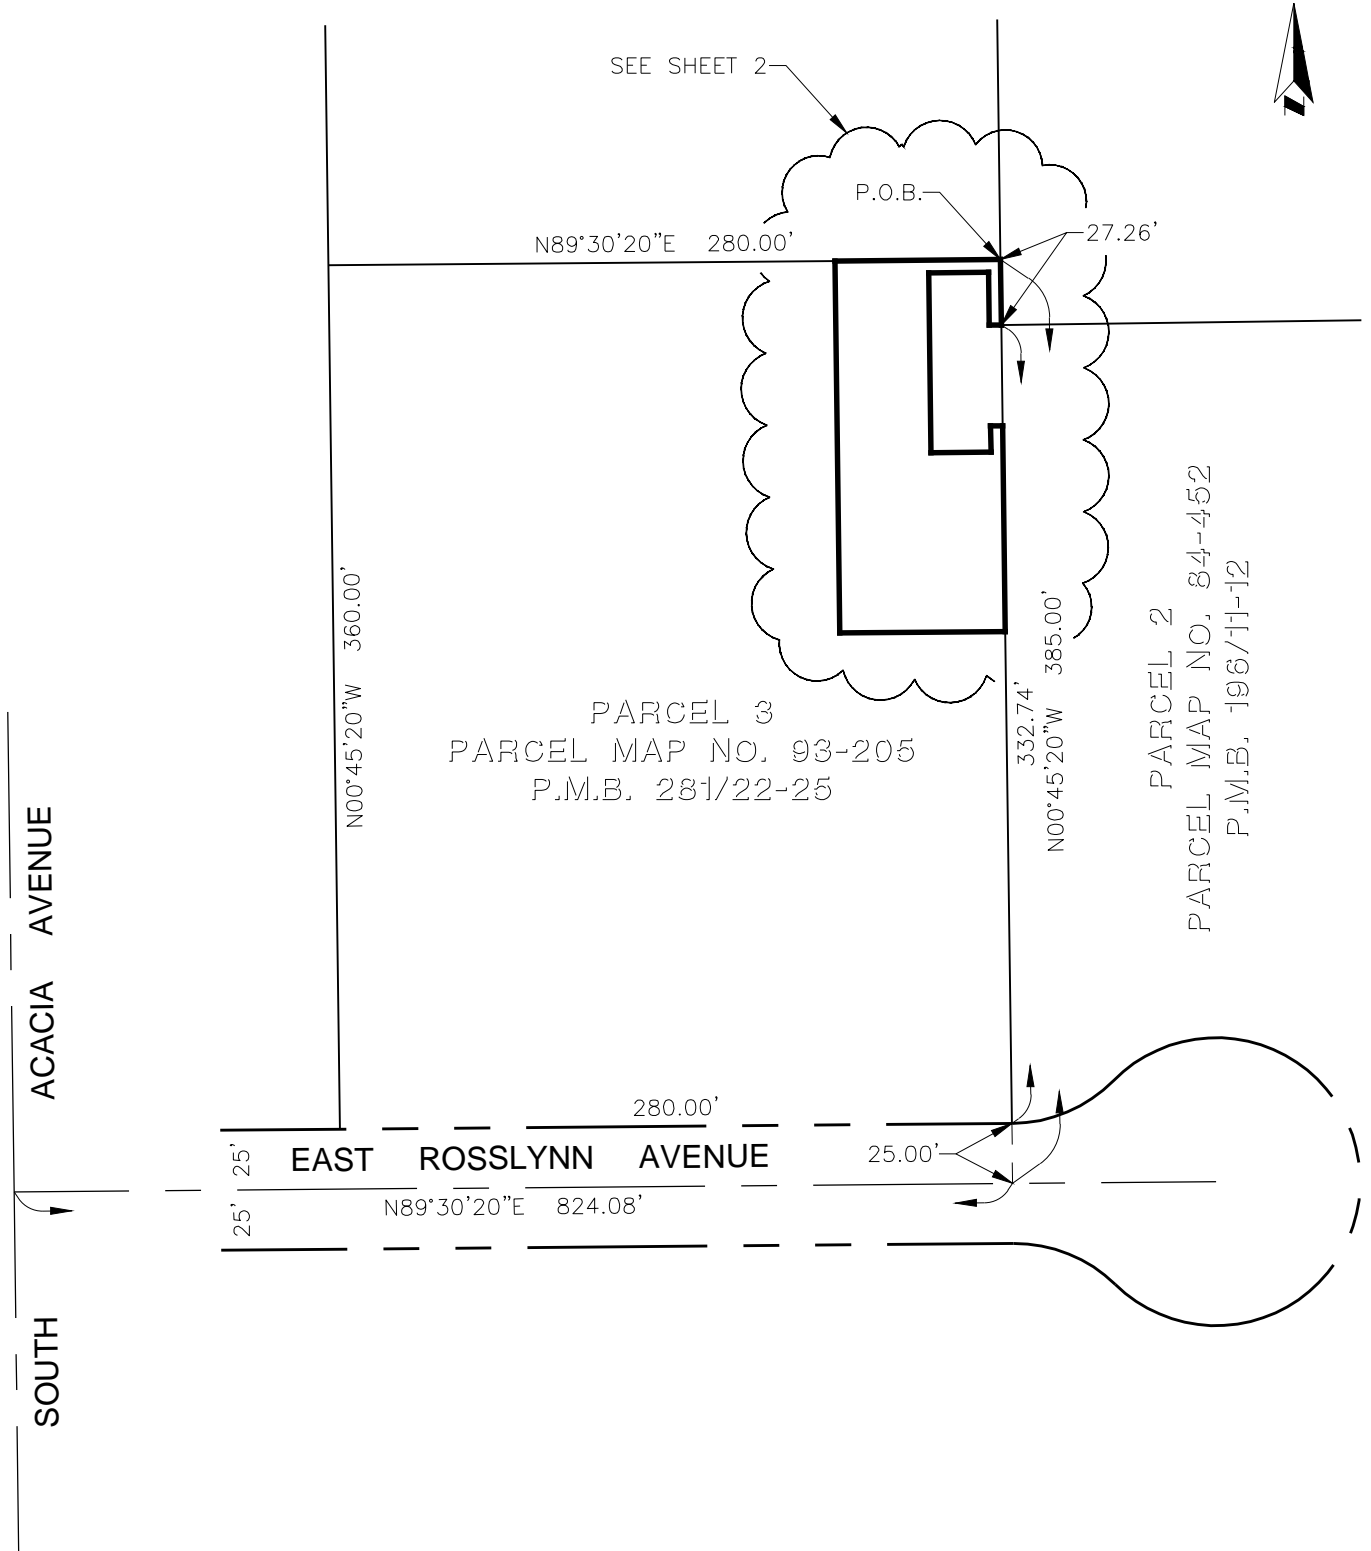 SEE SHEET 2
N
P.O.B.
27.26'
N89°30'20"E 280.00'
N00°45'20"W 360.00'
332.74'
N00°45'20"W 385.00'
PARCEL 2
PARCEL MAP NO. 84-452
P.M.B. 196/11-12
PARCEL 3
PARCEL MAP NO. 93-205
P.M.B. 281/22-25
SOUTH ACACIA AVENUE
280.00'
25'
EAST ROSSLYNN AVENUE
25.00'
N89°30'20"E 824.08'
25'